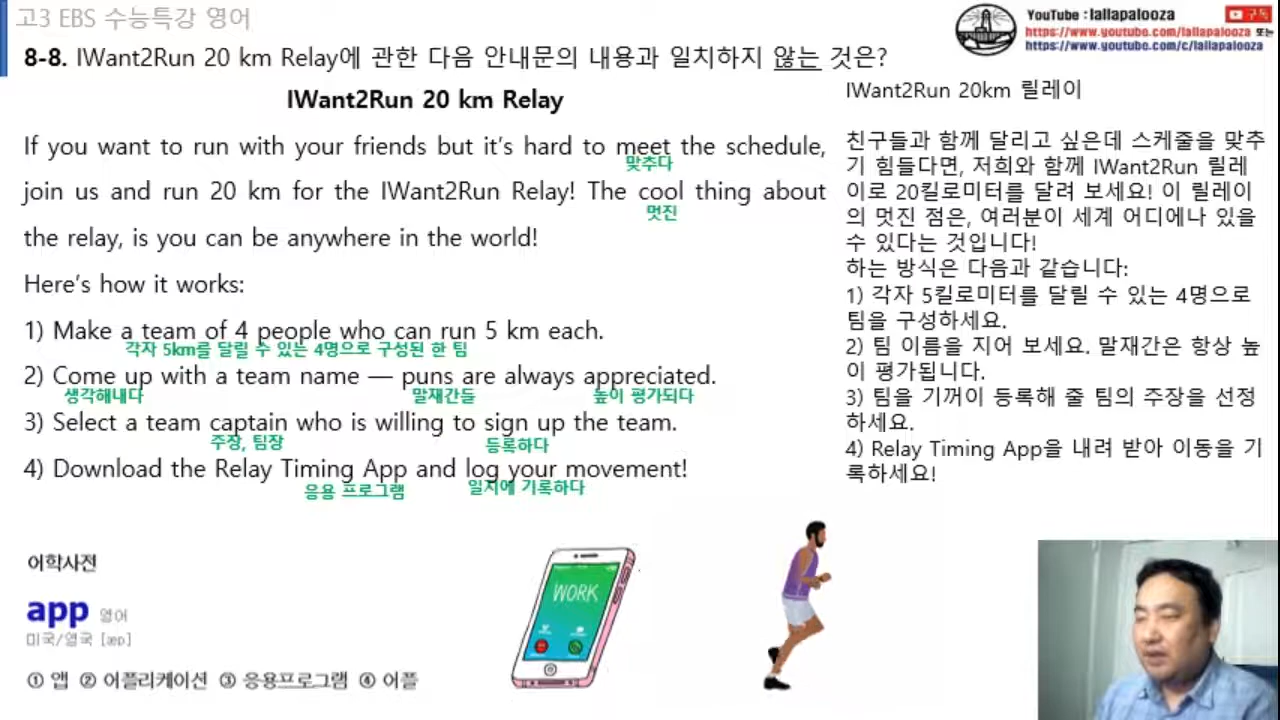 고3 EBS 수능특강 영어
YouTube : lallapalooza
구독
https://www.youtube.com/lallapalooza 또는
https://www.youtube.com/c/lallapalooza
8-8. IWant2Run 20 km Relay에 관한 다음 안내문의 내용과 일치하지 않는 것은?
IWant2Run 20 km Relay
If you want to run with your friends but it's hard to meet the schedule,
맞추다
join us and run 20 km for the IWant2Run Relay! The cool thing about
멋진
the relay, is you can be anywhere in the world!
Here's how it works:
1) Make a team of 4 people who can run 5 km each.
각자 5km를 달릴 수 있는 4명으로 구성된 한 팀
2) Come up with a team name — puns are always appreciated.
생각해내다 말재간들 높이 평가되다
3) Select a team captain who is willing to sign up the team.
주장, 팀장 등록하다
4) Download the Relay Timing App and log your movement!
응용 프로그램 일지에 기록하다
IWant2Run 20km 릴레이
친구들과 함께 달리고 싶은데 스케줄을 맞추
기 힘들다면, 저희와 함께 IWant2Run 릴레
이로 20킬로미터를 달려 보세요! 이 릴레이
의 멋진 점은, 여러분이 세계 어디에나 있을
수 있다는 것입니다!
하는 방식은 다음과 같습니다:
1) 각자 5킬로미터를 달릴 수 있는 4명으로
팀을 구성하세요.
2) 팀 이름을 지어 보세요. 말재간은 항상 높
이 평가됩니다.
3) 팀을 기꺼이 등록해 줄 팀의 주장을 선정
하세요.
4) Relay Timing App을 내려 받아 이동을 기
록하세요!
어학사전
app 영어
미국/영국 [æp]
① 앱 ② 어플리케이션 ③ 응용프로그램 ④ 어플
WORK